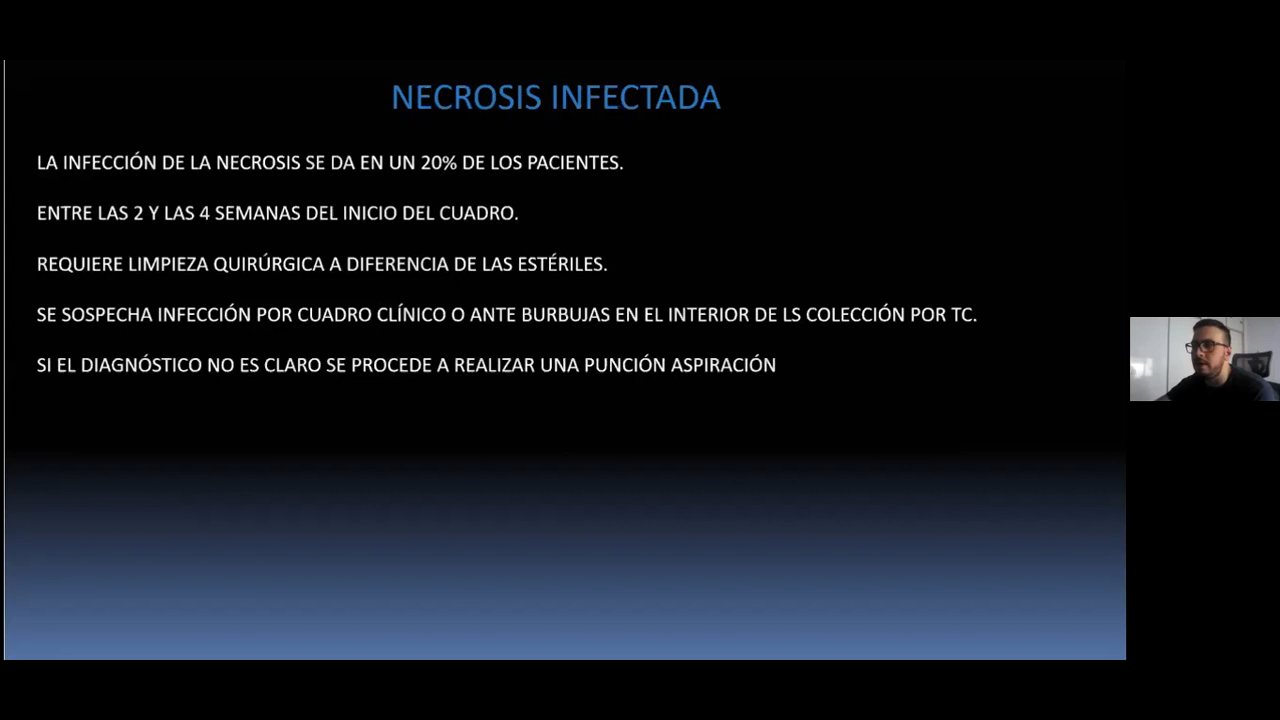 NECROSIS INFECTADA
LA INFECCIÓN DE LA NECROSIS SE DA EN UN 20% DE LOS PACIENTES.
ENTRE LAS 2 Y LAS 4 SEMANAS DEL INICIO DEL CUADRO.
REQUIERE LIMPIEZA QUIRÚRGICA A DIFERENCIA DE LAS ESTÉRILES.
SE SOSPECHA INFECCIÓN POR CUADRO CLÍNICO O ANTE BURBUJAS EN EL INTERIOR DE LS COLECCIÓN POR TC.
SI EL DIAGNÓSTICO NO ES CLARO SE PROCEDE A REALIZAR UNA PUNCIÓN ASPIRACIÓN